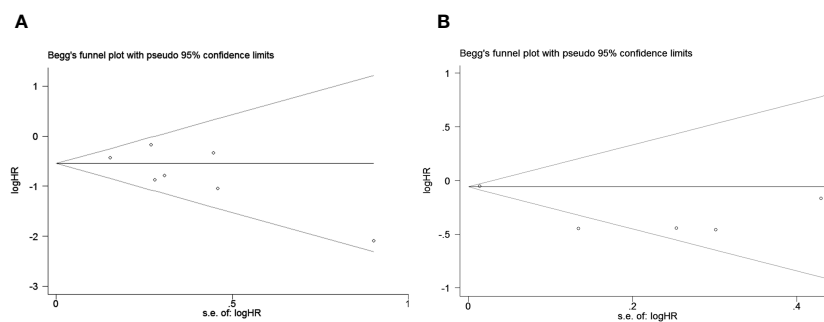 A
Begg's funnel plot with pseudo 95% confidence limits
1
0
-1
-2
-3
logHR
0
.5
1
s.e. of: logHR
B
Begg's funnel plot with pseudo 95% confidence limits
1
.5
0
-.5
-1
logHR
0
.2
.4
s.e. of: logHR